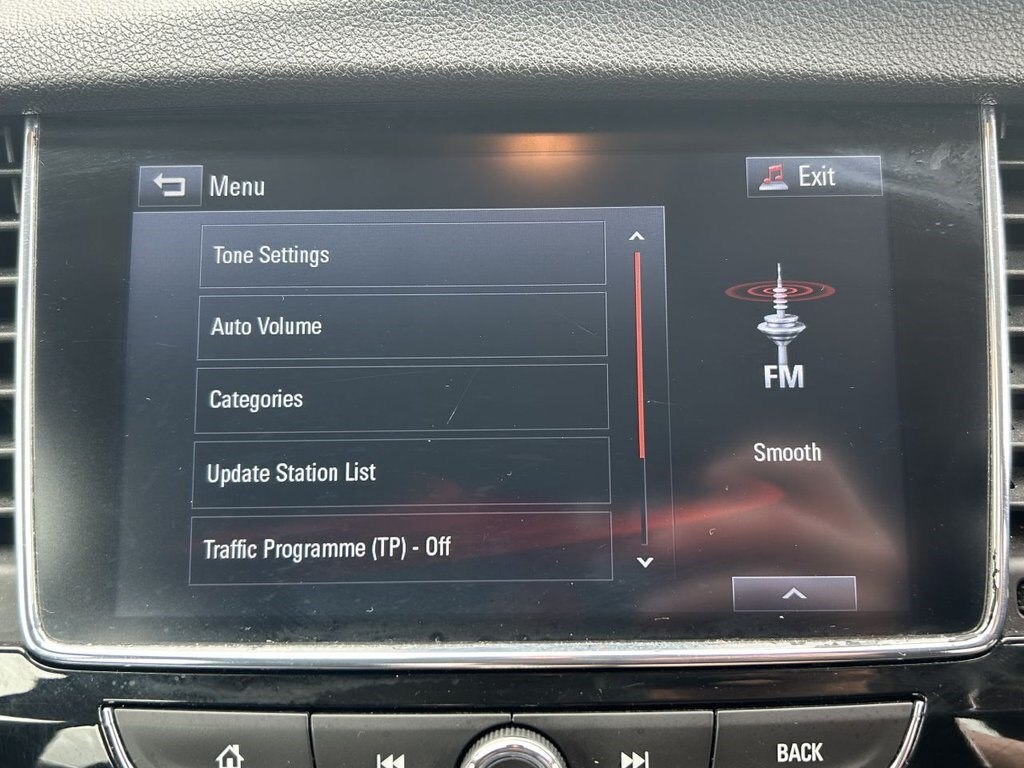 Menu
Exit
Tone Settings
Auto Volume
Categories
Update Station List
Traffic Programme (TP) - Off
FM
Smooth
BACK